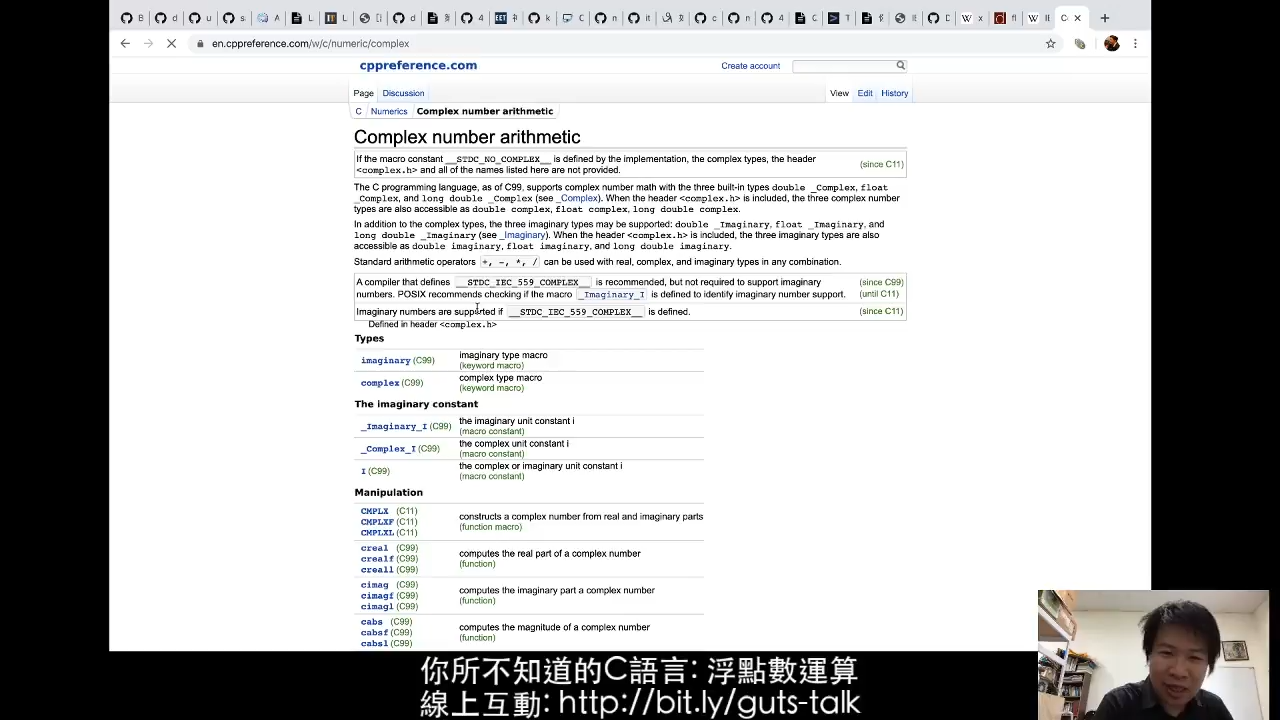 en.cppreference.com/w/c/numeric/complex
cppreference.com
Create account
Page Discussion
View Edit History
C Numerics Complex number arithmetic
Complex number arithmetic
If the macro constant __STDC_NO_COMPLEX__ is defined by the implementation, the complex types, the header
<complex.h> and all of the names listed here are not provided.
(since C11)
The C programming language, as of C99, supports complex number math with the three built-in types double _Complex, float
_Complex, and long double _Complex (see _Complex). When the header <complex.h> is included, the three complex number
types are also accessible as double complex, float complex, long double complex.
In addition to the complex types, the three imaginary types may be supported: double _Imaginary, float _Imaginary, and
long double _Imaginary (see _Imaginary). When the header <complex.h> is included, the three imaginary types are also
accessible as double imaginary, float imaginary, and long double imaginary.
Standard arithmetic operators +, -, *, / can be used with real, complex, and imaginary types in any combination.
A compiler that defines __STDC_IEC_559_COMPLEX__ is recommended, but not required to support imaginary
numbers. POSIX recommends checking if the macro _Imaginary_I is defined to identify imaginary number support.
(since C99)
(until C11)
Imaginary numbers are supported if __STDC_IEC_559_COMPLEX__ is defined.
(since C11)
Defined in header <complex.h>
Types
imaginary (C99)
imaginary type macro
(keyword macro)
complex (C99)
complex type macro
(keyword macro)
The imaginary constant
_Imaginary_I (C99)
the imaginary unit constant i
(macro constant)
_Complex_I (C99)
the complex unit constant i
(macro constant)
I (C99)
the complex or imaginary unit constant i
(macro constant)
Manipulation
CMPLX (C11)
CMPLXF (C11)
CMPLXL (C11)
constructs a complex number from real and imaginary parts
(function macro)
creal (C99)
crealf (C99)
creall (C99)
computes the real part of a complex number
(function)
cimag (C99)
cimagf (C99)
cimagl (C99)
computes the imaginary part a complex number
(function)
cabs (C99)
cabsf (C99)
cabsl (C99)
computes the magnitude of a complex number
(function)
你所不知道的C語言: 浮點數運算
線上互動: http://bit.ly/guts-talk